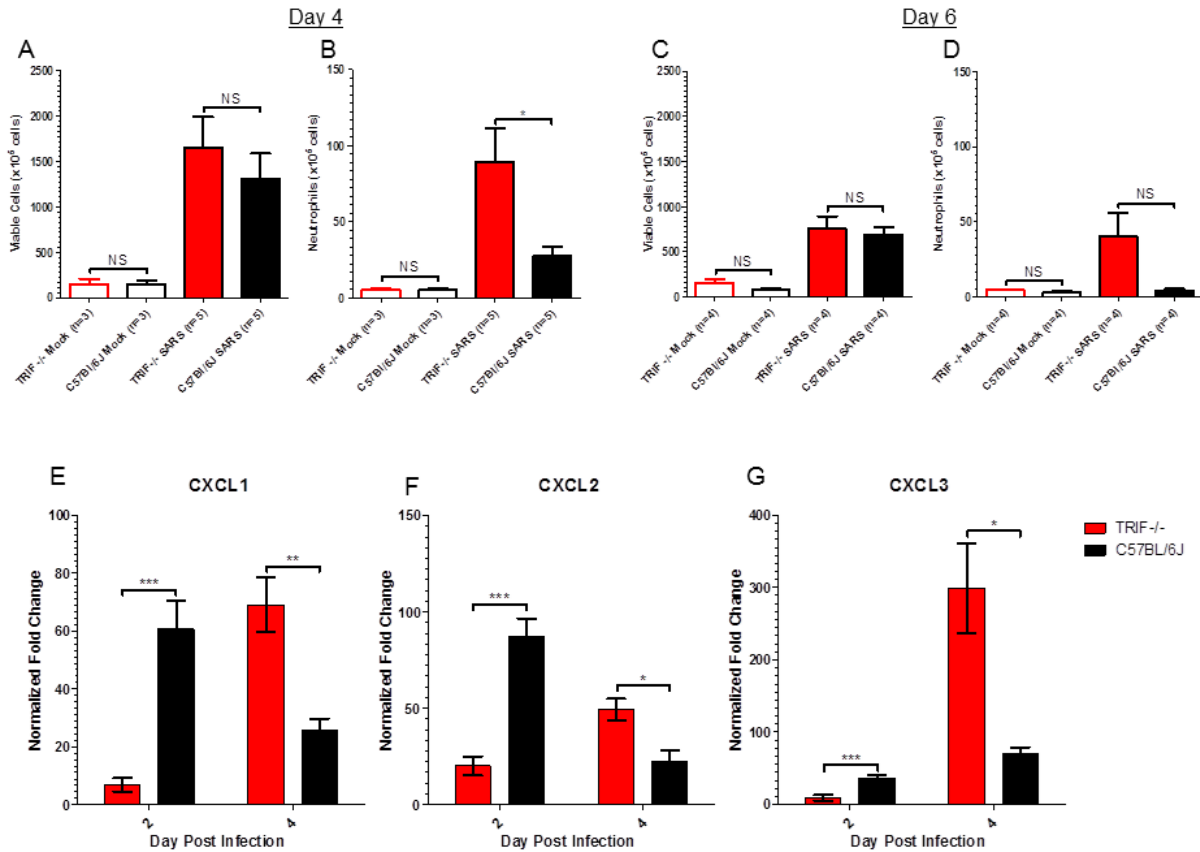 Day 4
Day 6
A
B
C
D
Viable Cells (x10⁶ cells)
2500
2000
1500
1000
500
0
NS
NS
TRIF -/- Mock (n=3)
C57Bl/6J Mock (n=3)
TRIF-/- SARS (n=5)
C57Bl/6J SARS (n=5)
Neutrophils (x10⁶ cells)
150
100
50
0
NS
*
TRIF -/- Mock (n=3)
C57Bl/6J Mock (n=3)
TRIF-/- SARS (n=5)
C57Bl/6J SARS (n=5)
Viable Cells (x10⁶ cells)
2500
2000
1500
1000
500
0
NS
NS
TRIF -/- Mock (n=4)
C57Bl/6J Mock (n=4)
TRIF-/- SARS (n=4)
C57Bl/6J SARS (n=4)
Neutrophils (x10⁶ cells)
150
100
50
0
NS
NS
TRIF -/- Mock (n=4)
C57Bl/6J Mock (n=4)
TRIF-/- SARS (n=4)
C57Bl/6J SARS (n=4)
E
CXCL1
Normalized Fold Change
100
80
60
40
20
0
***
**
2
4
Day Post Infection
F
CXCL2
Normalized Fold Change
150
100
50
0
***
*
2
4
Day Post Infection
G
CXCL3
Normalized Fold Change
400
300
200
100
0
***
*
2
4
Day Post Infection
TRIF-/-
C57BL/6J